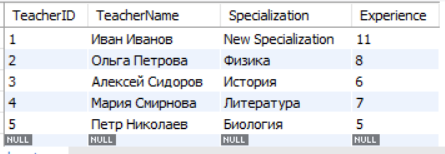 TeacherID TeacherName Specialization Experience
1 Иван Иванов New Specialization 11
2 Ольга Петрова Физика 8
3 Алексей Сидоров История 6
4 Мария Смирнова Литература 7
5 Петр Николаев Биология 5
NULL NULL NULL NULL